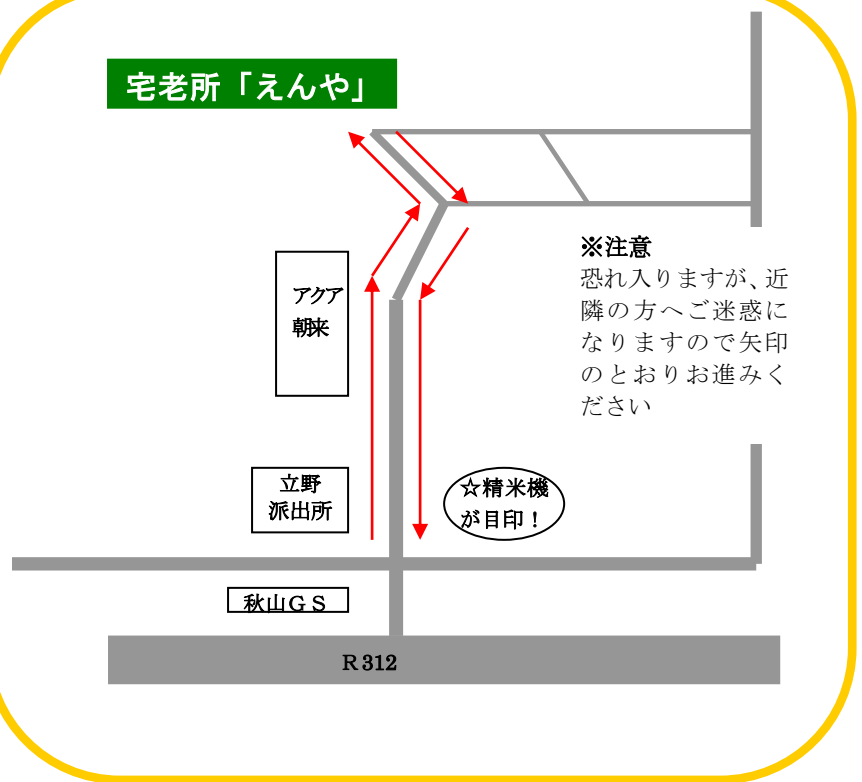 宅老所「えんや」
※注意
恐れ入りますが、近
隣の方へご迷惑に
なりますので矢印
のとおりお進みく
ださい
アクア
朝来
立野
派出所
☆精米機
が目印！
秋山ＧＳ
Ｒ312